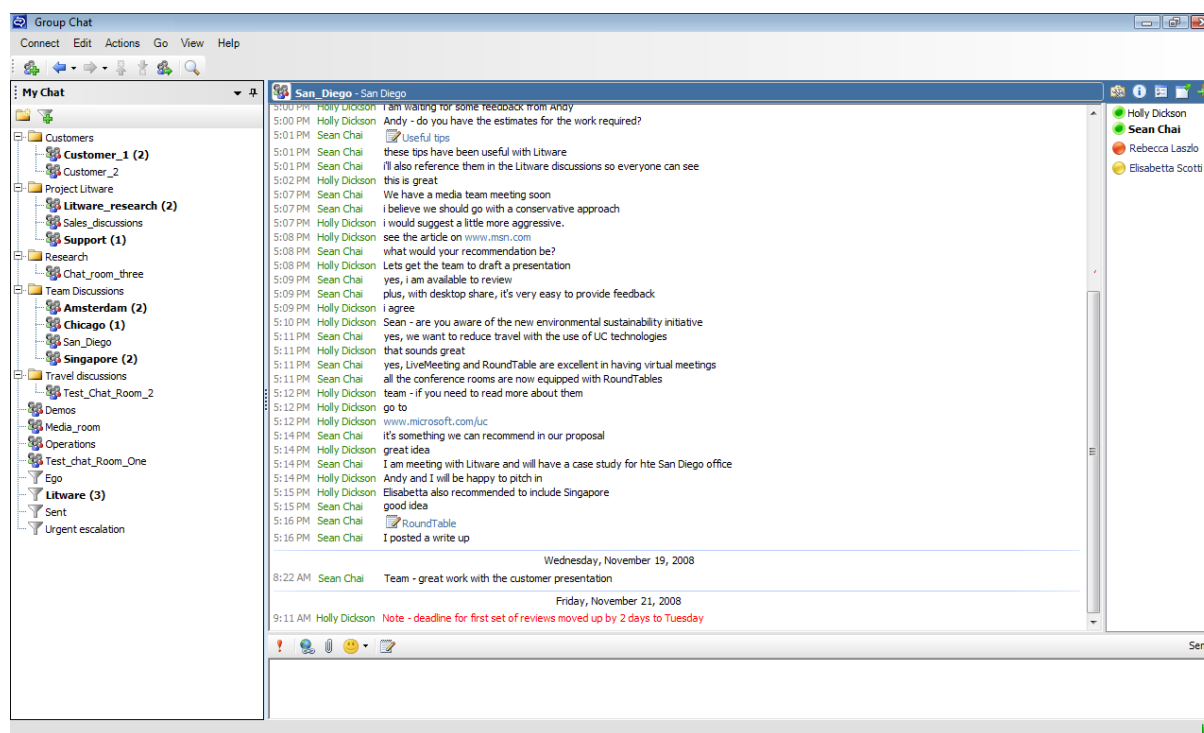 Group Chat
Connect Edit Actions Go View Help
My Chat
Customers
Customer_1 (2)
Customer_2
Project Litware
Litware_research (2)
Sales_discussions
Support (1)
Research
Chat_room_three
Team Discussions
Amsterdam (2)
Chicago (1)
San_Diego
Singapore (2)
Travel discussions
Test_Chat_Room_2
Demos
Media_room
Operations
Test_chat_Room_One
Ego
Litware (3)
Sent
Urgent escalation
San_Diego - San Diego
5:00 PM Holly Dickson I am waiting for some feedback from Andy
5:00 PM Holly Dickson Andy - do you have the estimates for the work required?
5:01 PM Sean Chai Useful tips
5:01 PM Sean Chai these tips have been useful with Litware
5:01 PM Sean Chai i'll also reference them in the Litware discussions so everyone can see
5:02 PM Holly Dickson this is great
5:07 PM Sean Chai We have a media team meeting soon
5:07 PM Sean Chai i believe we should go with a conservative approach
5:07 PM Holly Dickson i would suggest a little more aggressive.
5:08 PM Holly Dickson see the article on www.msn.com
5:08 PM Sean Chai what would your recommendation be?
5:08 PM Holly Dickson Lets get the team to draft a presentation
5:09 PM Sean Chai yes, i am available to review
5:09 PM Sean Chai plus, with desktop share, it's very easy to provide feedback
5:09 PM Holly Dickson i agree
5:10 PM Holly Dickson Sean - are you aware of the new environmental sustainability initiative
5:11 PM Sean Chai yes, we want to reduce travel with the use of UC technologies
5:11 PM Holly Dickson that sounds great
5:11 PM Sean Chai yes, LiveMeeting and RoundTable are excellent in having virtual meetings
5:11 PM Sean Chai all the conference rooms are now equipped with RoundTables
5:12 PM Holly Dickson team - if you need to read more about them
5:12 PM Holly Dickson go to
5:12 PM Holly Dickson www.microsoft.com/uc
5:14 PM Sean Chai it's something we can recommend in our proposal
5:14 PM Holly Dickson great idea
5:14 PM Sean Chai I am meeting with Litware and will have a case study for hte San Diego office
5:14 PM Holly Dickson Andy and I will be happy to pitch in
5:15 PM Holly Dickson Elisabetta also recommended to include Singapore
5:15 PM Sean Chai good idea
5:16 PM Sean Chai RoundTable
5:16 PM Sean Chai I posted a write up
Wednesday, November 19, 2008
8:22 AM Sean Chai Team - great work with the customer presentation
Friday, November 21, 2008
9:11 AM Holly Dickson Note - deadline for first set of reviews moved up by 2 days to Tuesday
Holly Dickson
Sean Chai
Rebecca Laszlo
Elisabetta Scotti